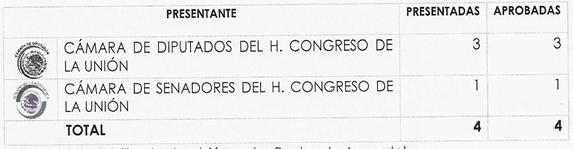 PRESENTANTE PRESENTADAS APROBADAS
CÁMARA DE DIPUTADOS DEL H. CONGRESO DE 3 3
LA UNIÓN
CÁMARA DE SENADORES DEL H. CONGRESO DE 1 1
LA UNIÓN
TOTAL 4 4